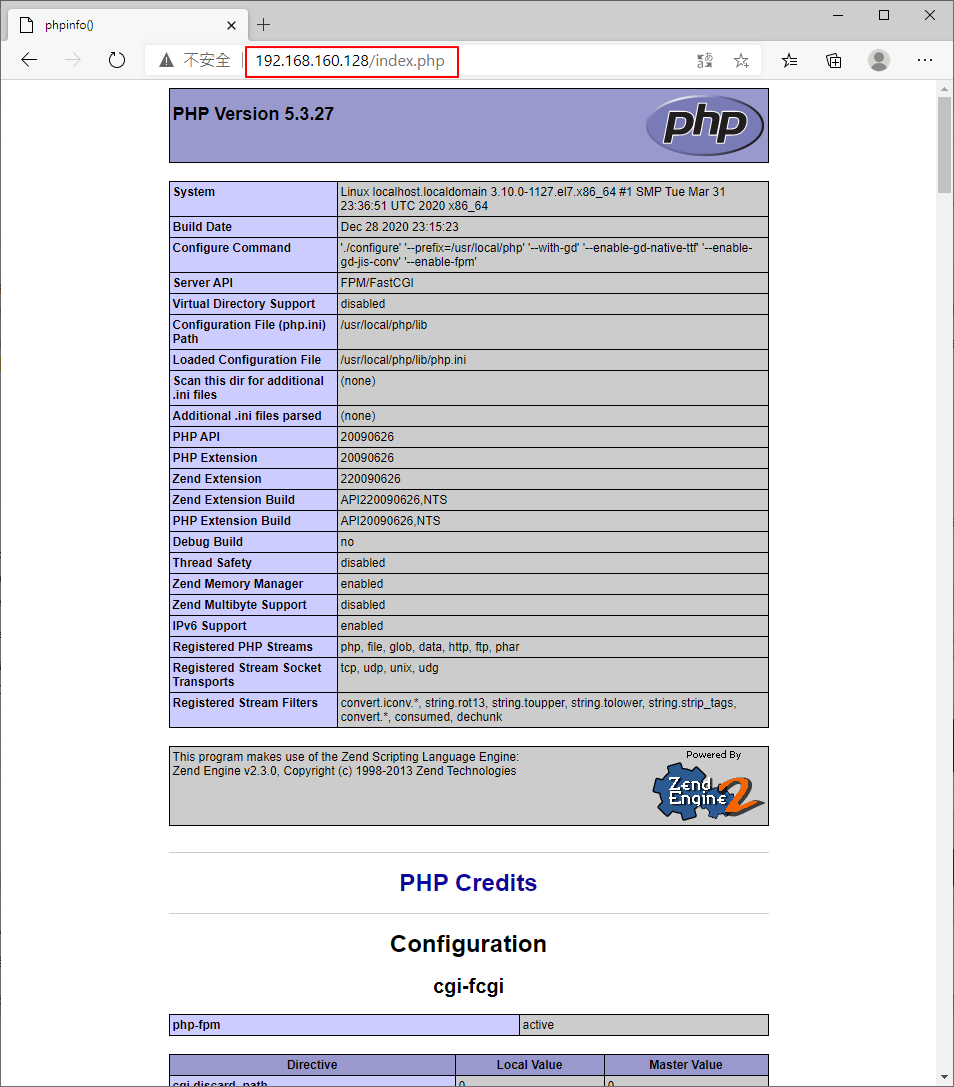 phpinfo()
不安全
192.168.160.128/index.php
PHP Version 5.3.27
php
System
Linux localhost.localdomain 3.10.0-1127.el7.x86_64 #1 SMP Tue Mar 31
23:36:51 UTC 2020 x86_64
Build Date
Dec 28 2020 23:15:23
Configure Command
'./configure' '--prefix=/usr/local/php' '--with-gd' '--enable-gd-native-ttf' '--enable-
gd-jis-conv' '--enable-fpm'
Server API
FPM/FastCGI
Virtual Directory Support
disabled
Configuration File (php.ini)
Path
/usr/local/php/lib
Loaded Configuration File
/usr/local/php/lib/php.ini
Scan this dir for additional
.ini files
(none)
Additional .ini files parsed
(none)
PHP API
20090626
PHP Extension
20090626
Zend Extension
220090626
Zend Extension Build
API220090626,NTS
PHP Extension Build
API20090626,NTS
Debug Build
no
Thread Safety
disabled
Zend Memory Manager
enabled
Zend Multibyte Support
disabled
IPv6 Support
enabled
Registered PHP Streams
php, file, glob, data, http, ftp, phar
Registered Stream Socket
Transports
tcp, udp, unix, udg
Registered Stream Filters
convert.iconv.*, string.rot13, string.toupper, string.tolower, string.strip_tags,
convert.*, consumed, dechunk
This program makes use of the Zend Scripting Language Engine:
Zend Engine v2.3.0, Copyright (c) 1998-2013 Zend Technologies
Powered By
Zend
Engine 2
PHP Credits
Configuration
cgi-fcgi
php-fpm
active
Directive
Local Value
Master Value
cgi.discard_path
0
0